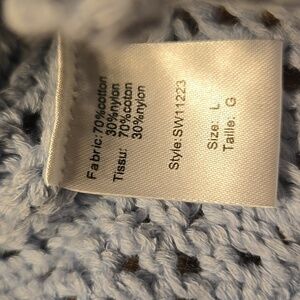 Fabric:70%cotton
30%nylon
Tissu: 70%coton
30%nylon
Style:SW11223
Size: L
Taille: G